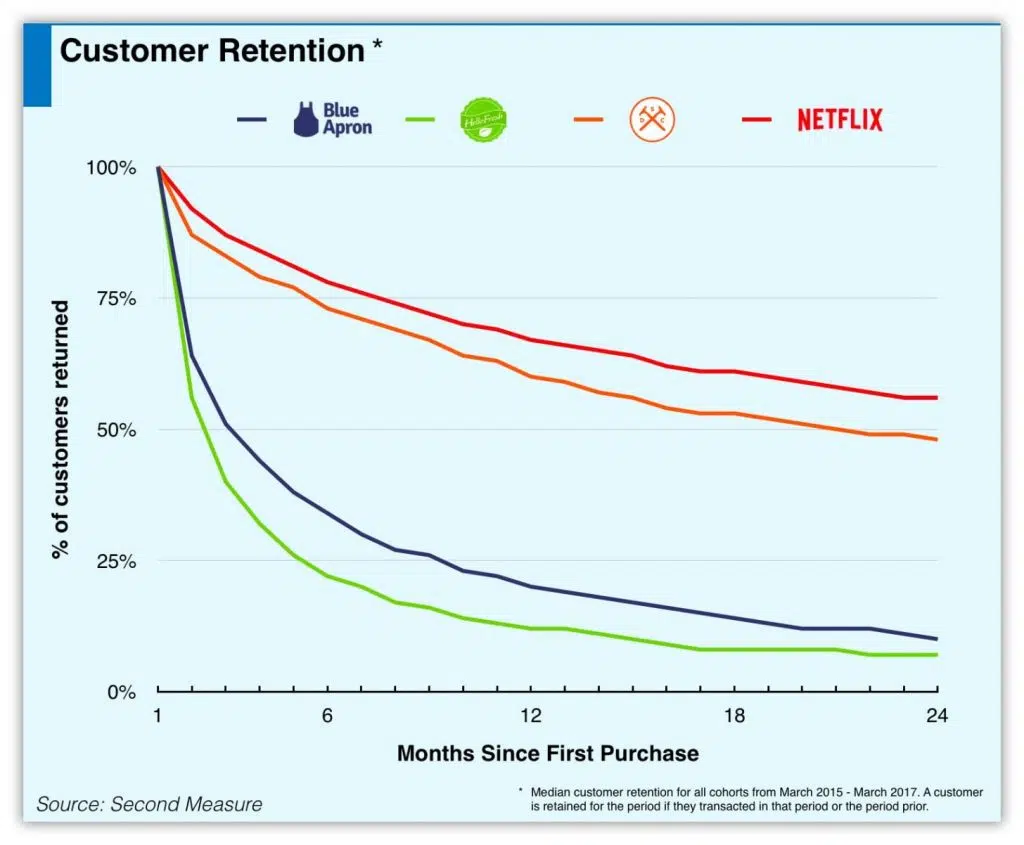 Customer Retention *
Blue
Apron
HelloFresh
S
D C
NETFLIX
100%
75%
50%
25%
0%
% of customers returned
1 6 12 18 24
Months Since First Purchase
Source: Second Measure
* Median customer retention for all cohorts from March 2015 - March 2017. A customer
is retained for the period if they transacted in that period or the period prior.